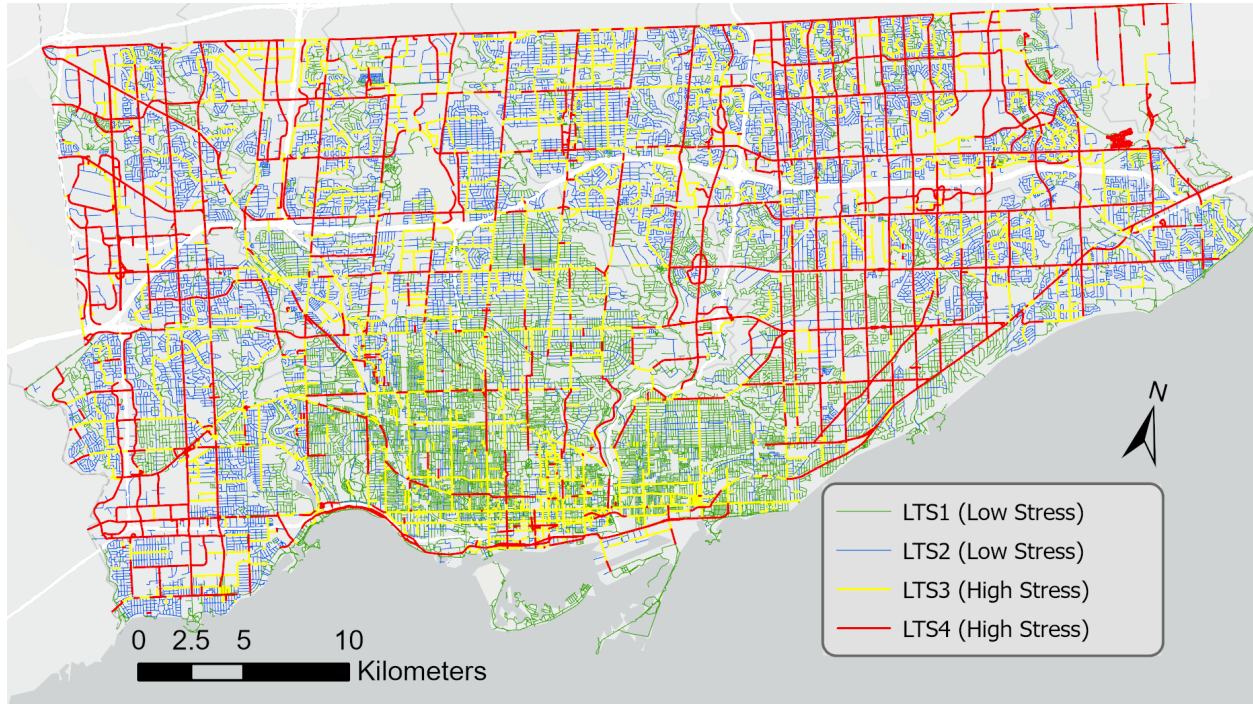 N
LTS1 (Low Stress)
LTS2 (Low Stress)
LTS3 (High Stress)
LTS4 (High Stress)
0 2.5 5 10
Kilometers